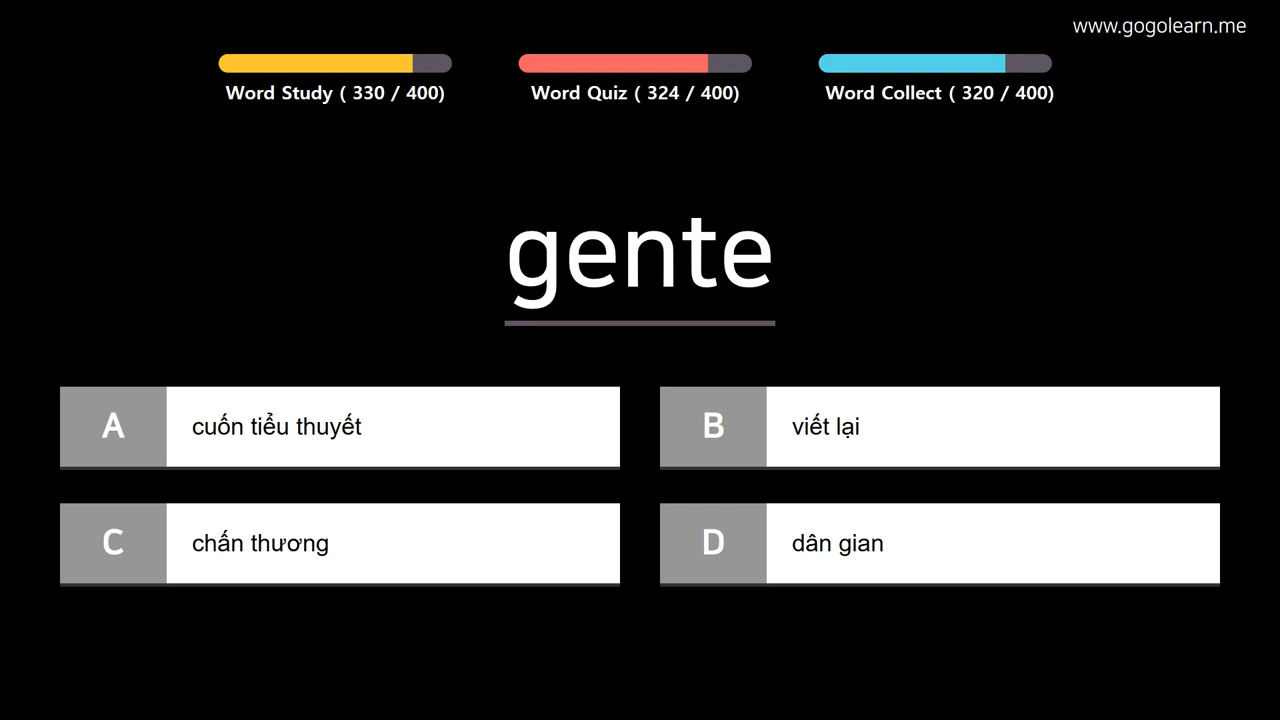 www.gogolearn.me
Word Study ( 330 / 400)
Word Quiz ( 324 / 400)
Word Collect ( 320 / 400)
gente
A
cuốn tiểu thuyết
B
viết lại
C
chấn thương
D
dân gian